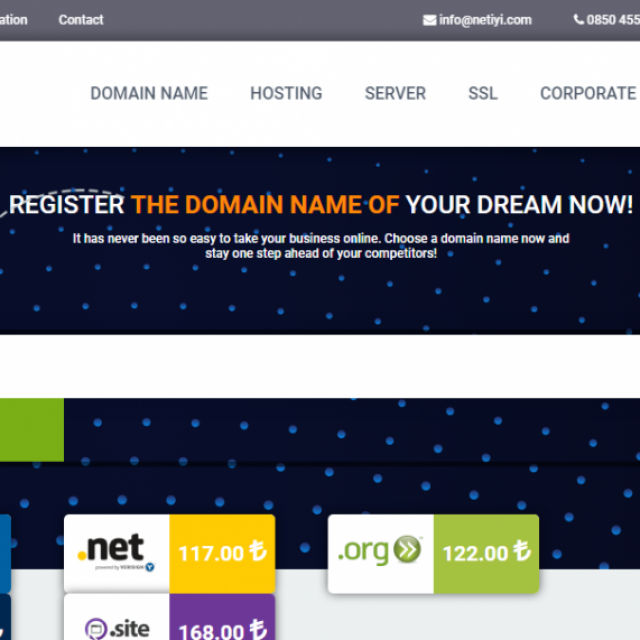 ation Contact info@netiyi.com 0850 455
DOMAIN NAME HOSTING SERVER SSL CORPORATE
REGISTER THE DOMAIN NAME OF YOUR DREAM NOW!
It has never been so easy to take your business online. Choose a domain name now and
stay one step ahead of your competitors!
.net 117.00 ₺ .org 122.00 ₺
powered by VERISIGN
.site 168.00 ₺